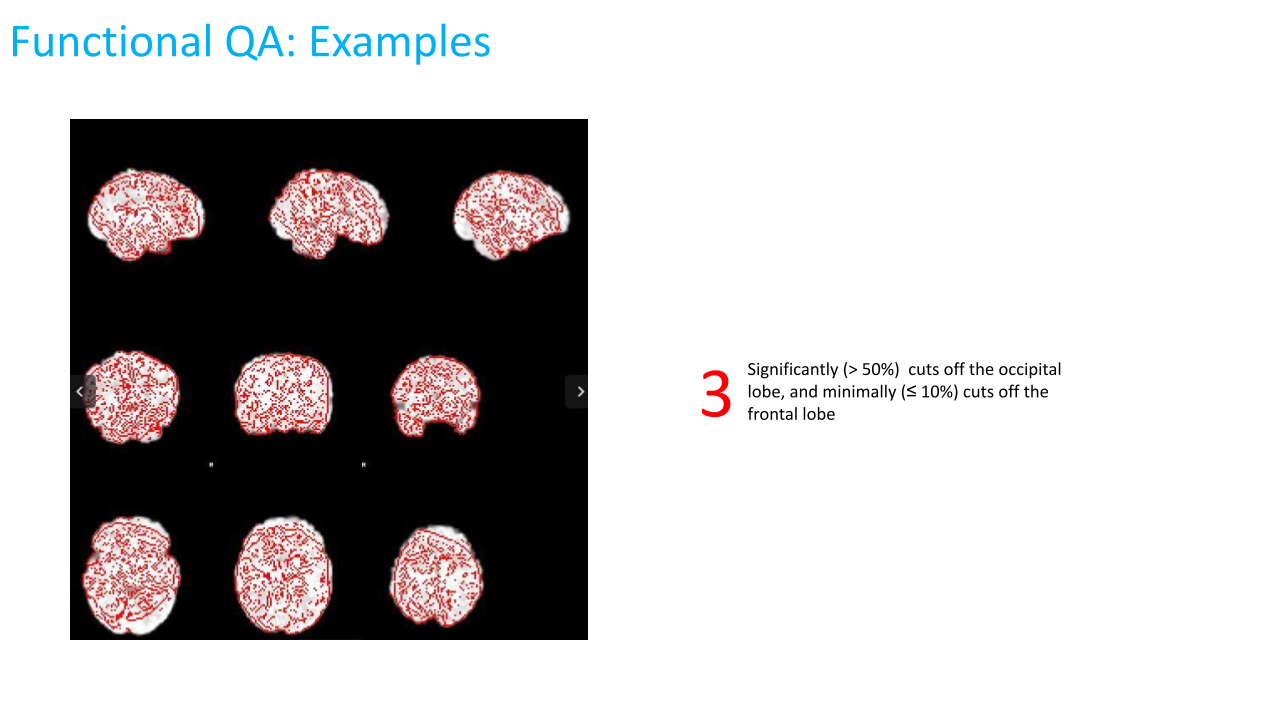 Functional QA: Examples
3
Significantly (> 50%) cuts off the occipital
lobe, and minimally (≤ 10%) cuts off the
frontal lobe
R R